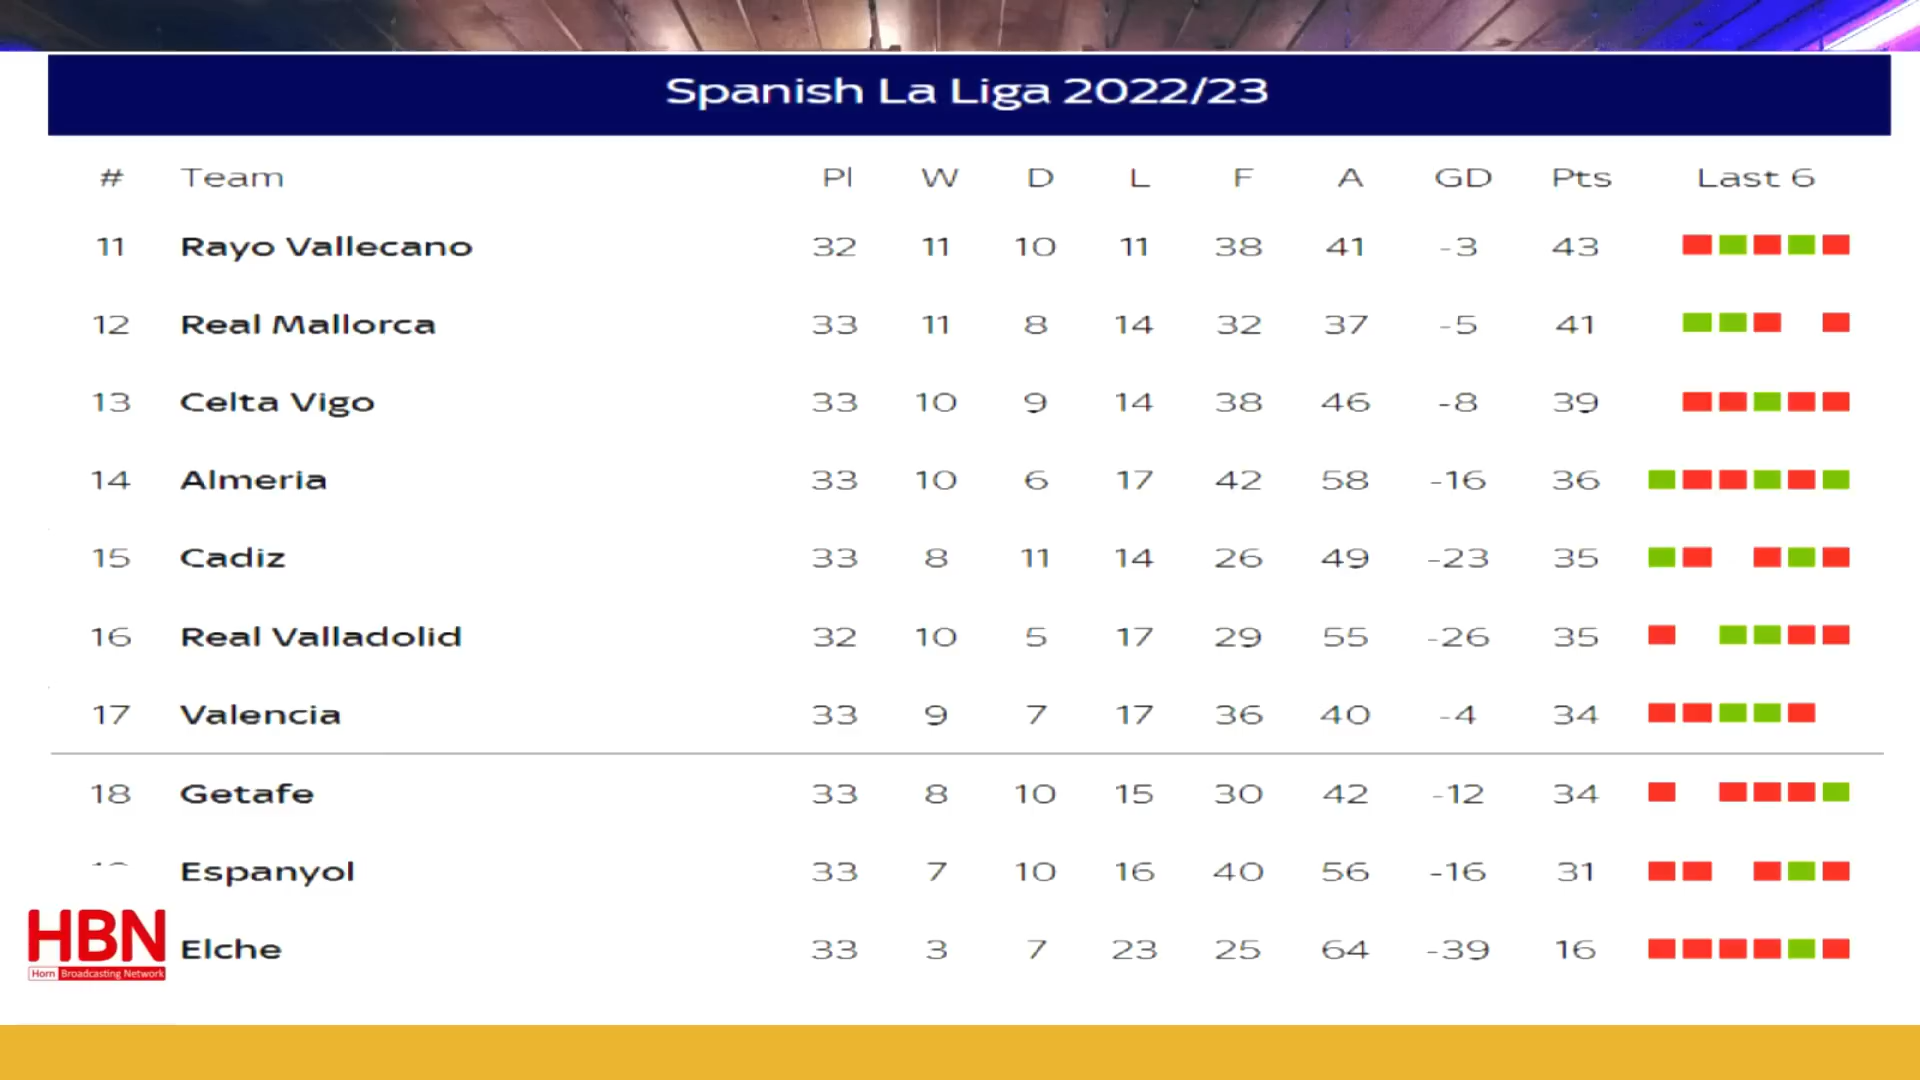 Spanish La Liga 2022/23
# Team Pl W D L F A GD Pts Last 6
11 Rayo Vallecano 32 11 10 11 38 41 -3 43
12 Real Mallorca 33 11 8 14 32 37 -5 41
13 Celta Vigo 33 10 9 14 38 46 -8 39
14 Almeria 33 10 6 17 42 58 -16 36
15 Cadiz 33 8 11 14 26 49 -23 35
16 Real Valladolid 32 10 5 17 29 55 -26 35
17 Valencia 33 9 7 17 36 40 -4 34
18 Getafe 33 8 10 15 30 42 -12 34
Espanyol 33 7 10 16 40 56 -16 31
Elche 33 3 7 23 25 64 -39 16
HBN
Horn Broadcasting Network